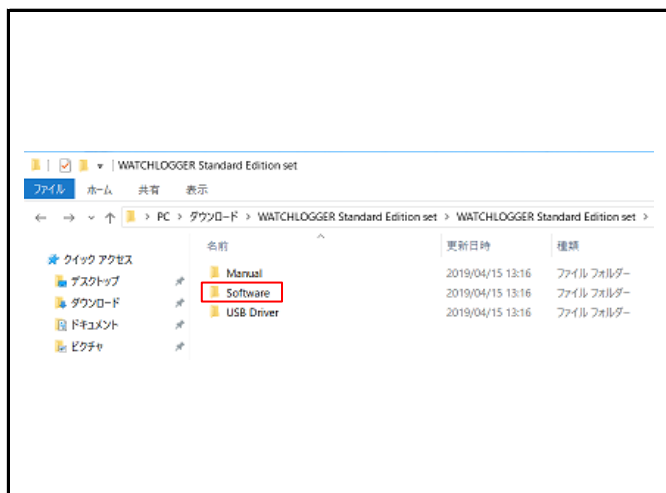 WATCHLOGGER Standard Edition set
ファイル ホーム 共有 表示
PC > ダウンロード > WATCHLOGGER Standard Edition set > WATCHLOGGER Standard Edition set >
名前 更新日時 種類
クイック アクセス
デスクトップ
ダウンロード
ドキュメント
ピクチャ
Manual 2019/04/15 13:16 ファイル フォルダー
Software 2019/04/15 13:16 ファイル フォルダー
USB Driver 2019/04/15 13:16 ファイル フォルダー